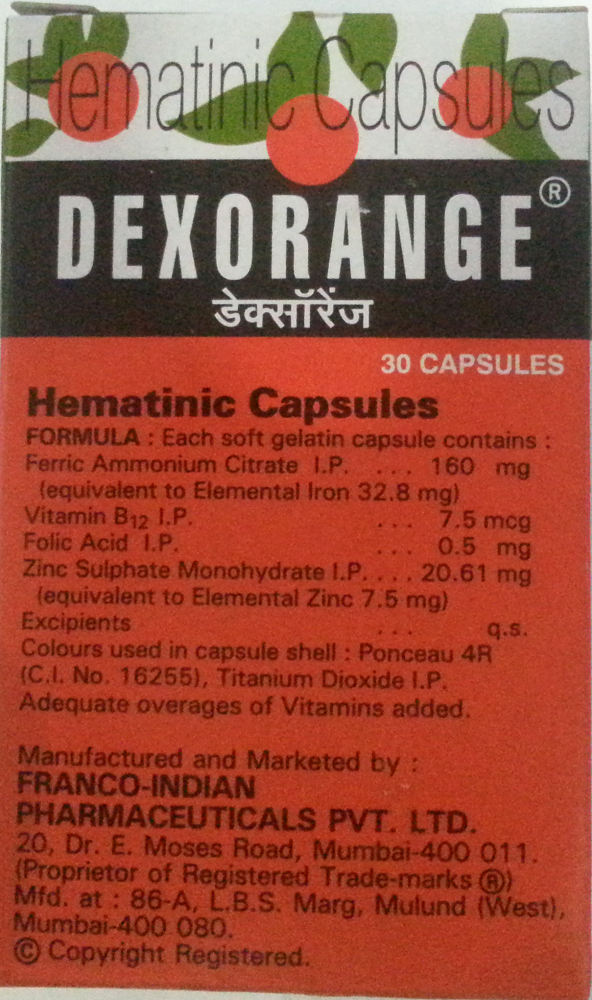 Hematinic Capsules
DEXORANGE®
डेक्सॉरेंज
30 CAPSULES
Hematinic Capsules
FORMULA : Each soft gelatin capsule contains :
Ferric Ammonium Citrate I.P. ... 160 mg
(equivalent to Elemental Iron 32.8 mg)
Vitamin B12 I.P. ... 7.5 mcg
Folic Acid I.P. ... 0.5 mg
Zinc Sulphate Monohydrate I.P. ... 20.61 mg
(equivalent to Elemental Zinc 7.5 mg)
Excipients ... q.s.
Colours used in capsule shell : Ponceau 4R
(C.I. No. 16255), Titanium Dioxide I.P.
Adequate overages of Vitamins added.
Manufactured and Marketed by :
FRANCO-INDIAN
PHARMACEUTICALS PVT. LTD.
20, Dr. E. Moses Road, Mumbai-400 011.
(Proprietor of Registered Trade-marks ®)
Mfd. at : 86-A, L.B.S. Marg, Mulund (West),
Mumbai-400 080.
© Copyright Registered.